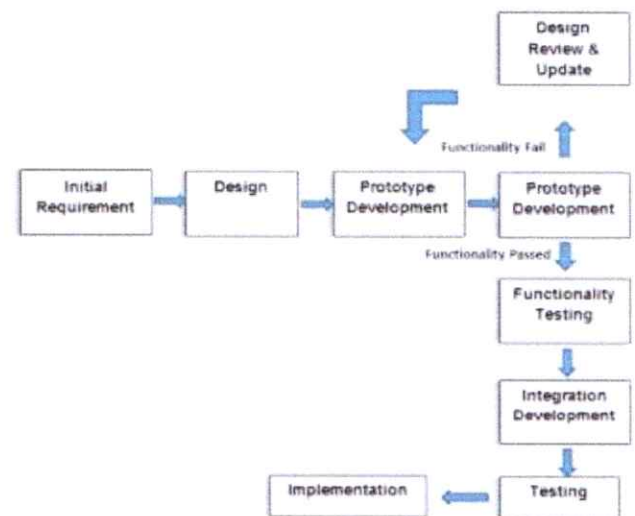 Design
Review &
Update
Functionality Fail
Initial
Requirement
Design
Prototype
Development
Prototype
Development
Functionality Passed
Functionality
Testing
Integration
Development
Implementation
Testing